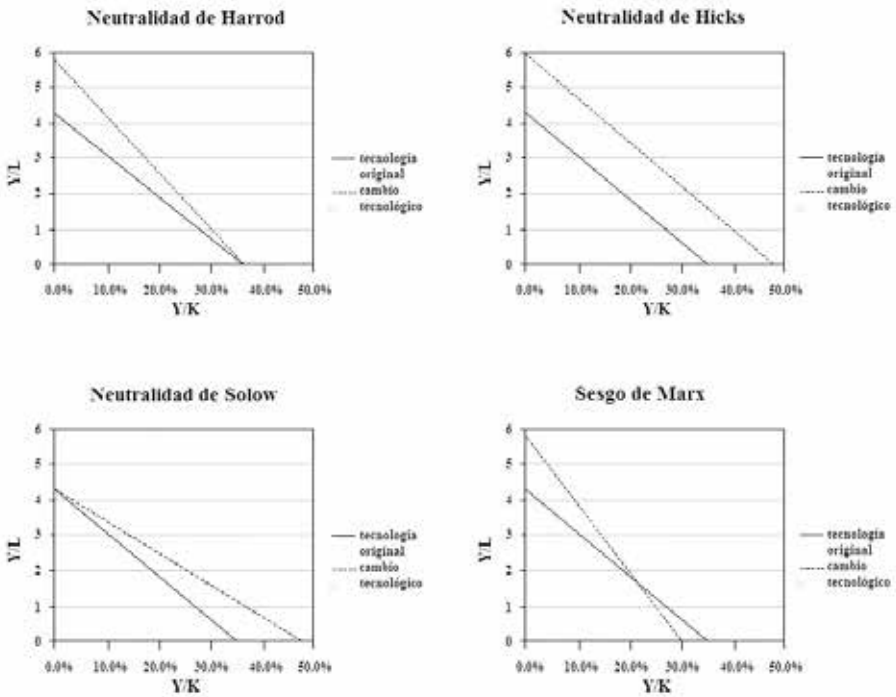 Neutralidad de Harrod
6
5
4
3
2
1
0
Y/L
0.0% 10.0% 20.0% 30.0% 40.0% 50.0%
Y/K
tecnología
original
cambio
tecnológico
Neutralidad de Hicks
6
5
4
3
2
1
0
Y/L
0.0% 10.0% 20.0% 30.0% 40.0% 50.0%
Y/K
tecnología
original
cambio
tecnológico
Neutralidad de Solow
6
5
4
3
2
1
0
Y/L
0.0% 10.0% 20.0% 30.0% 40.0% 50.0%
Y/K
tecnología
original
cambio
tecnológico
Sesgo de Marx
6
5
4
3
2
1
0
Y/L
0.0% 10.0% 20.0% 30.0% 40.0% 50.0%
Y/K
tecnología
original
cambio
tecnológico